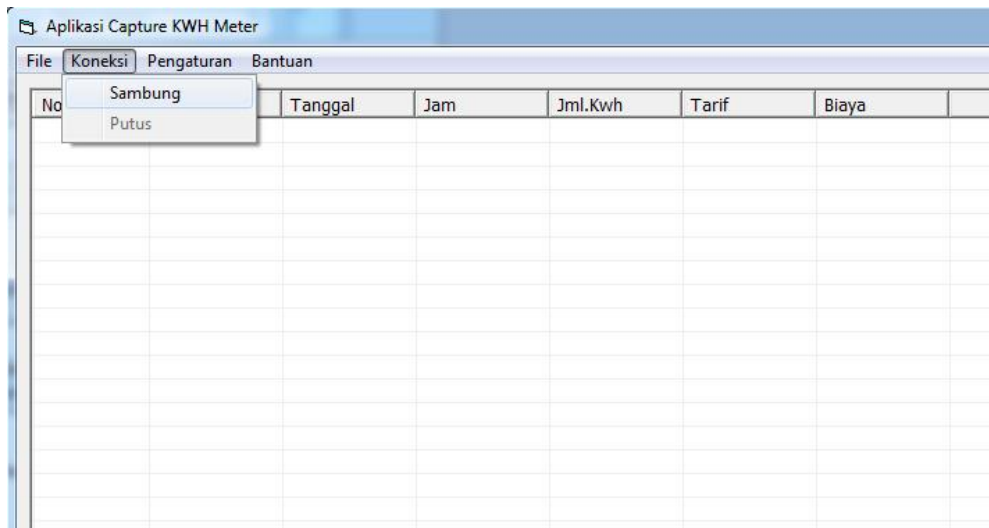 Aplikasi Capture KWH Meter
File Koneksi Pengaturan Bantuan
Sambung
Putus
No Tanggal Jam Jml.Kwh Tarif Biaya